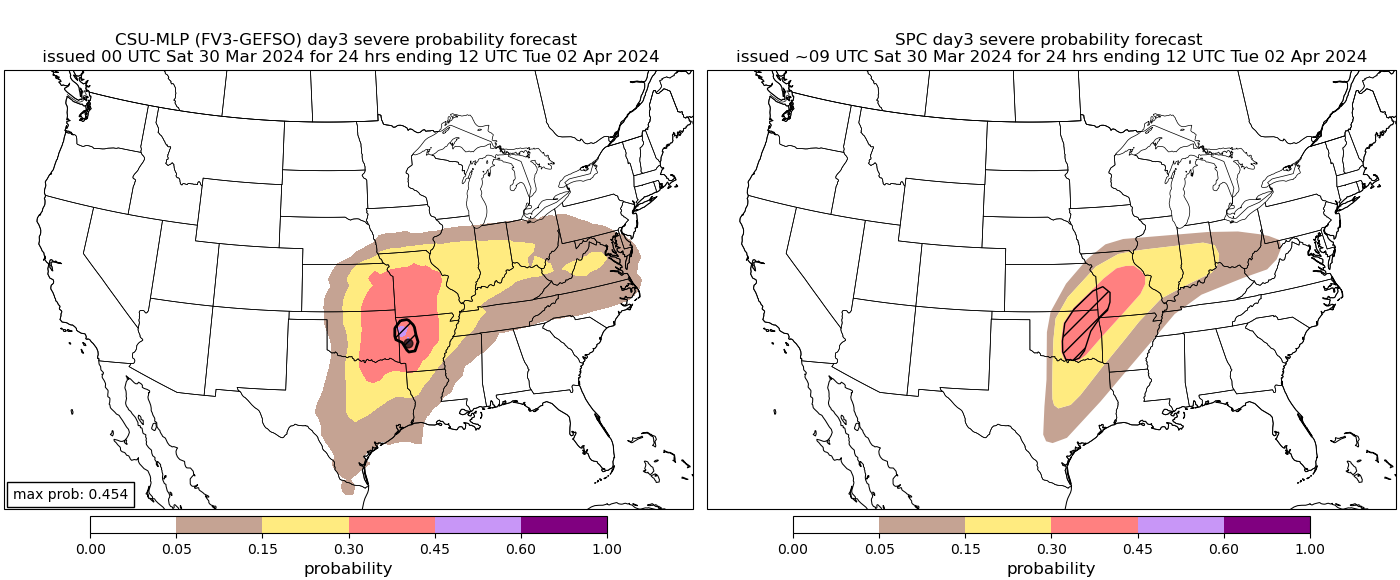 CSU-MLP (FV3-GEFSO) day3 severe probability forecast
issued 00 UTC Sat 30 Mar 2024 for 24 hrs ending 12 UTC Tue 02 Apr 2024
max prob: 0.454
0.00 0.05 0.15 0.30 0.45 0.60 1.00
probability
SPC day3 severe probability forecast
issued ~09 UTC Sat 30 Mar 2024 for 24 hrs ending 12 UTC Tue 02 Apr 2024
0.00 0.05 0.15 0.30 0.45 0.60 1.00
probability